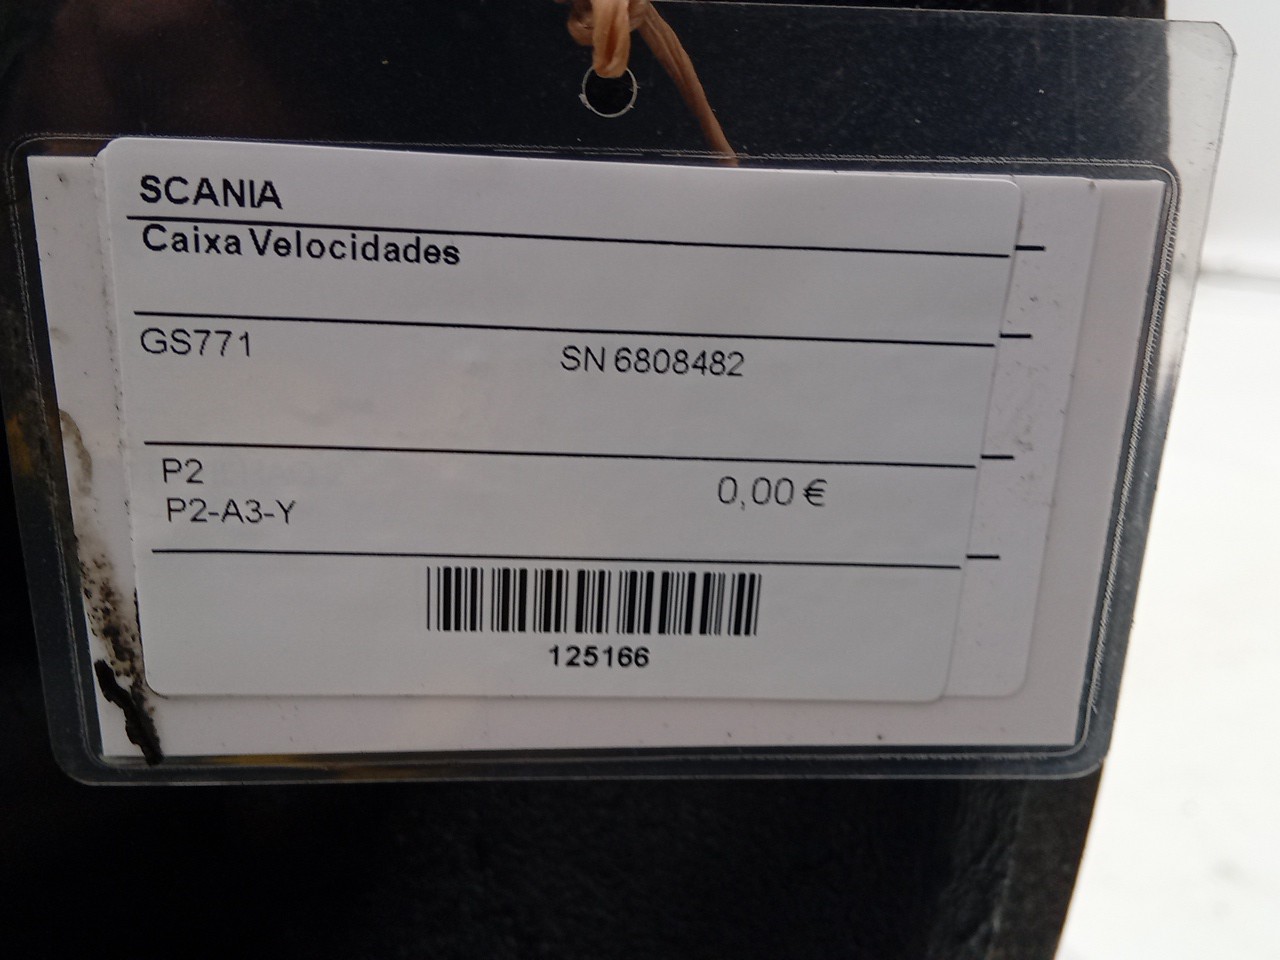 SCANIA
Caixa Velocidades
GS771 SN 6808482
P2 0,00 €
P2-A3-Y
125166